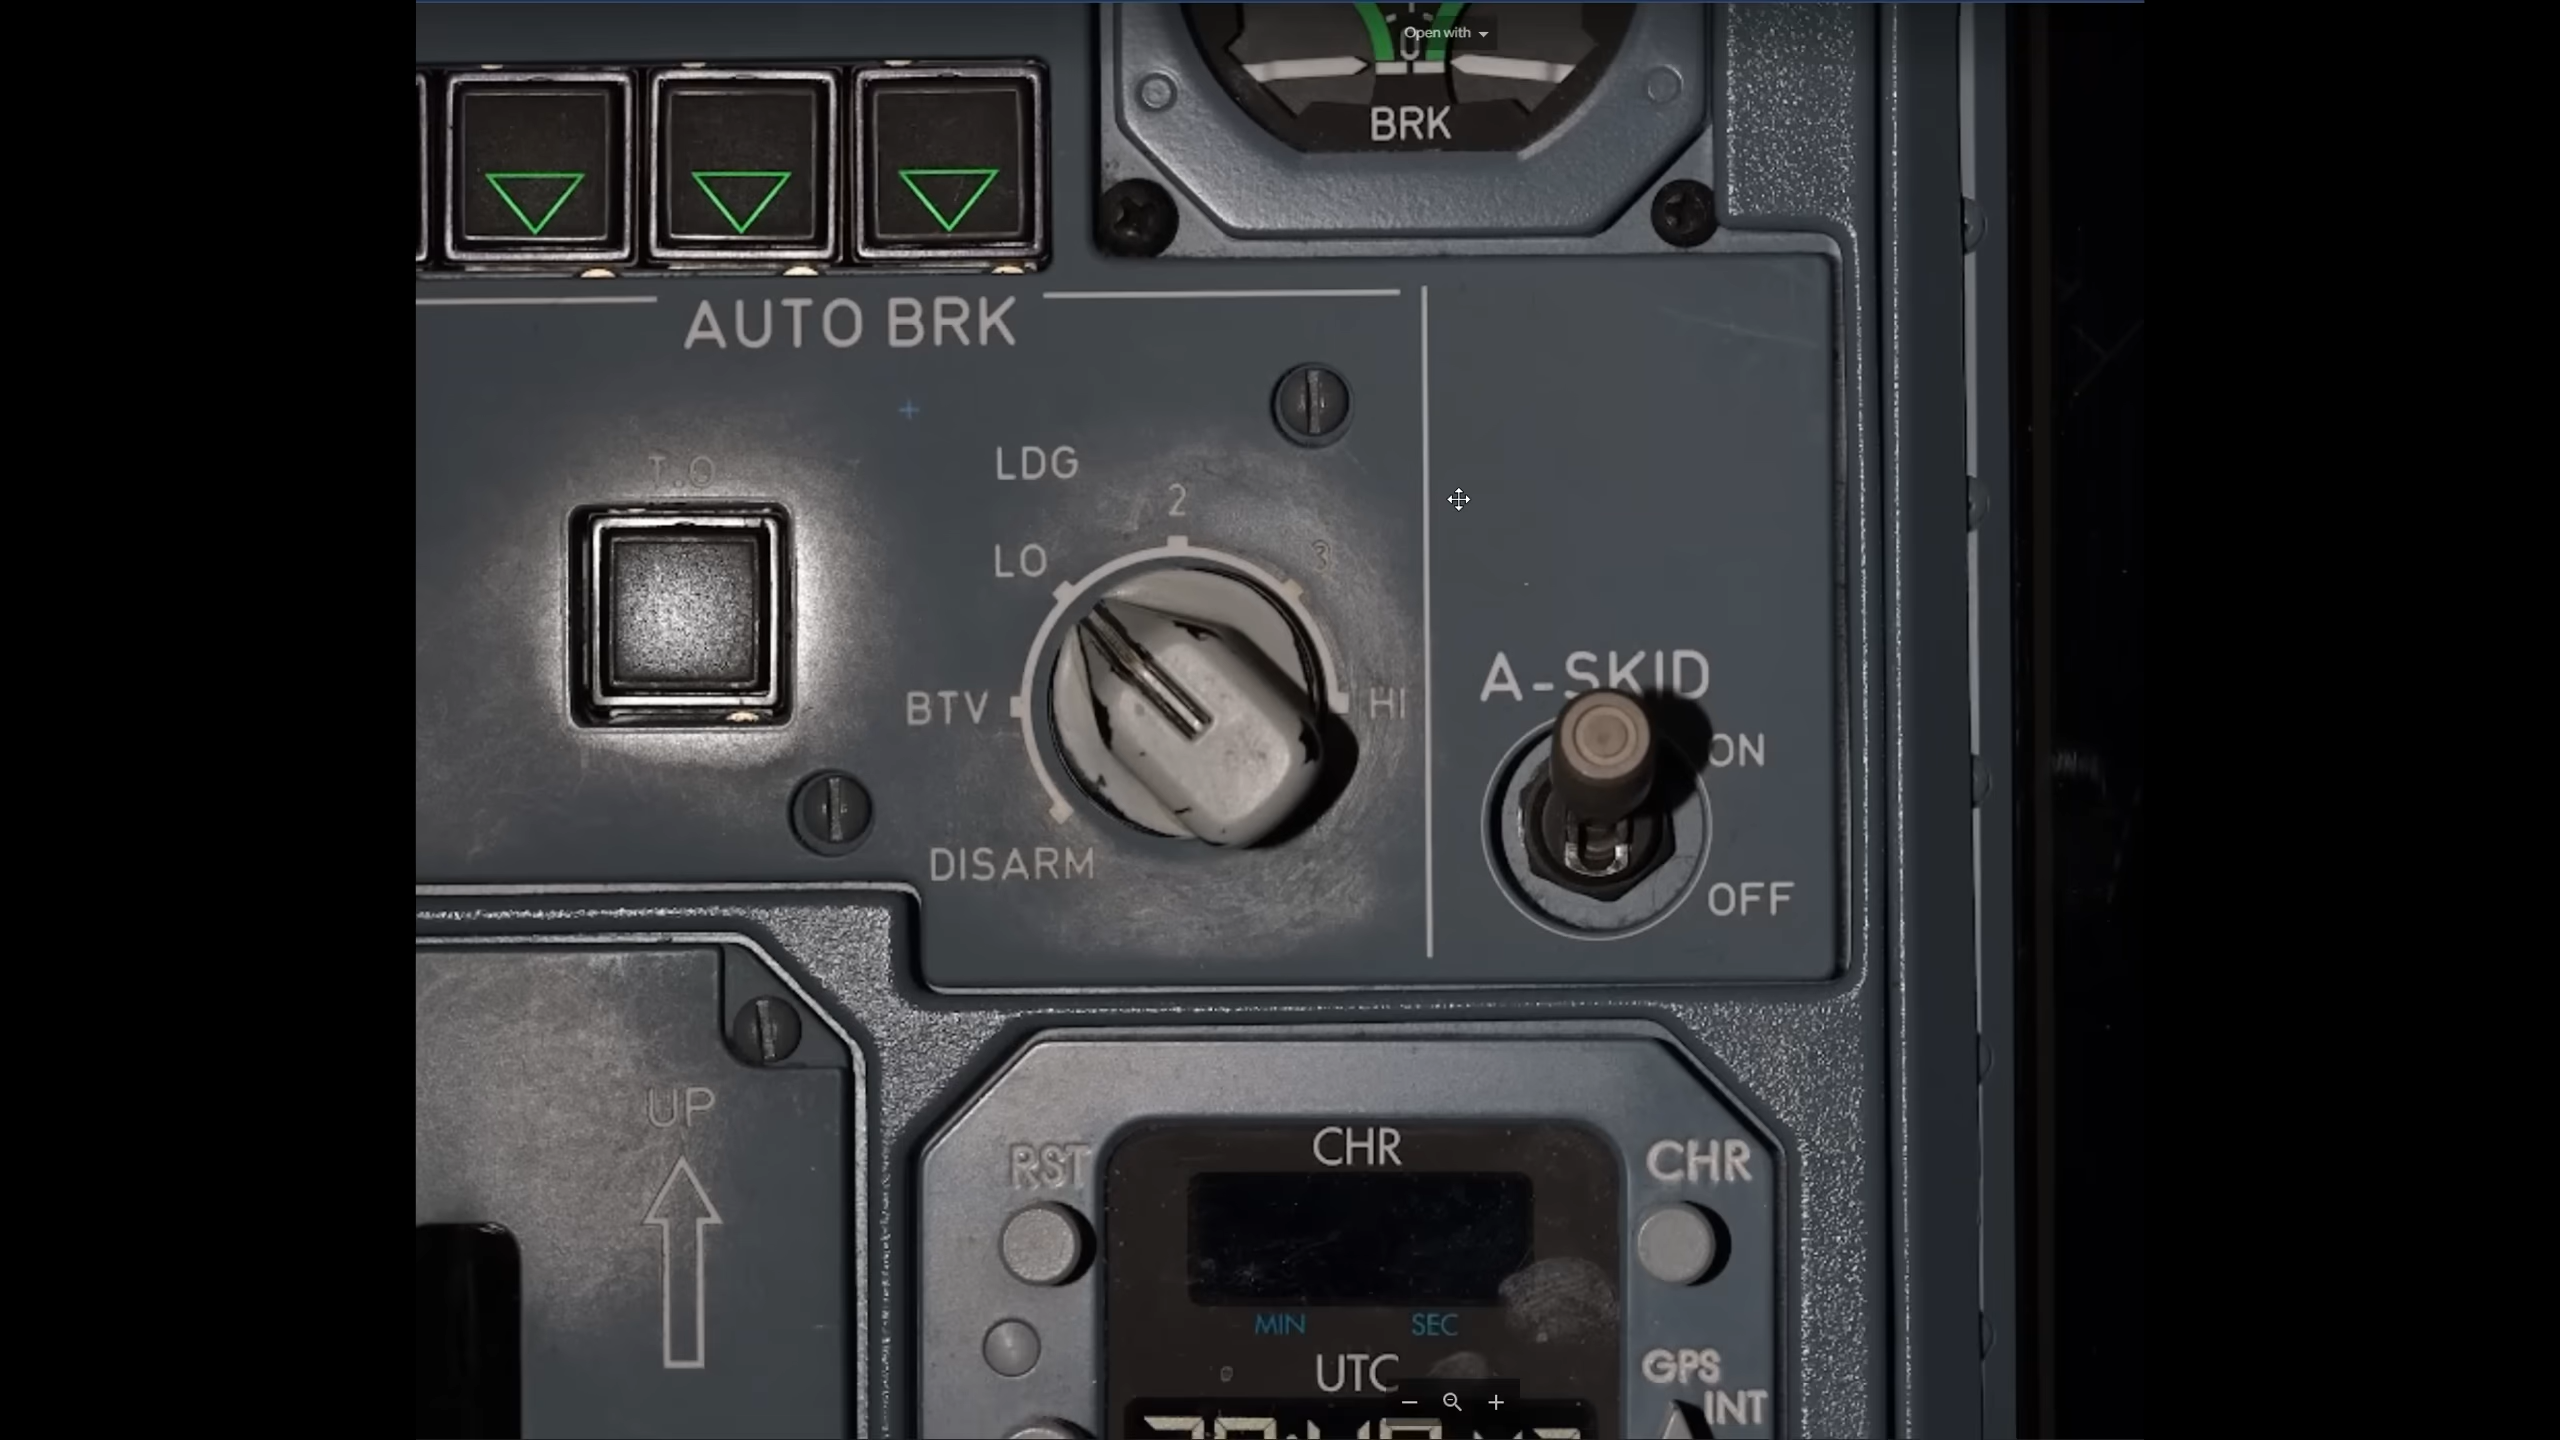 Open with
0
BRK
AUTO BRK
T.O
LDG
2
LO
3
BTV
HI
DISARM
A-SKID
ON
OFF
UP
RST
CHR
CHR
MIN
SEC
UTC
GPS
INT